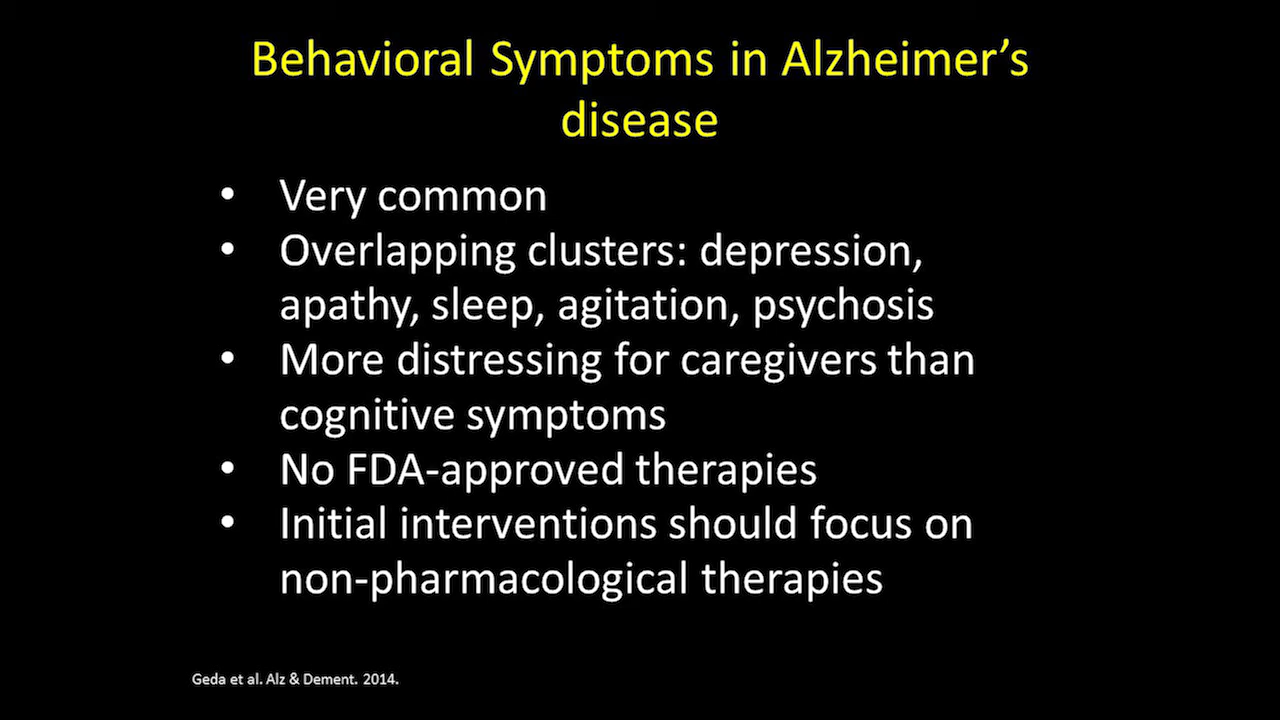 Behavioral Symptoms in Alzheimer’s
disease
• Very common
• Overlapping clusters: depression,
apathy, sleep, agitation, psychosis
• More distressing for caregivers than
cognitive symptoms
• No FDA-approved therapies
• Initial interventions should focus on
non-pharmacological therapies
Geda et al. Alz & Dement. 2014.